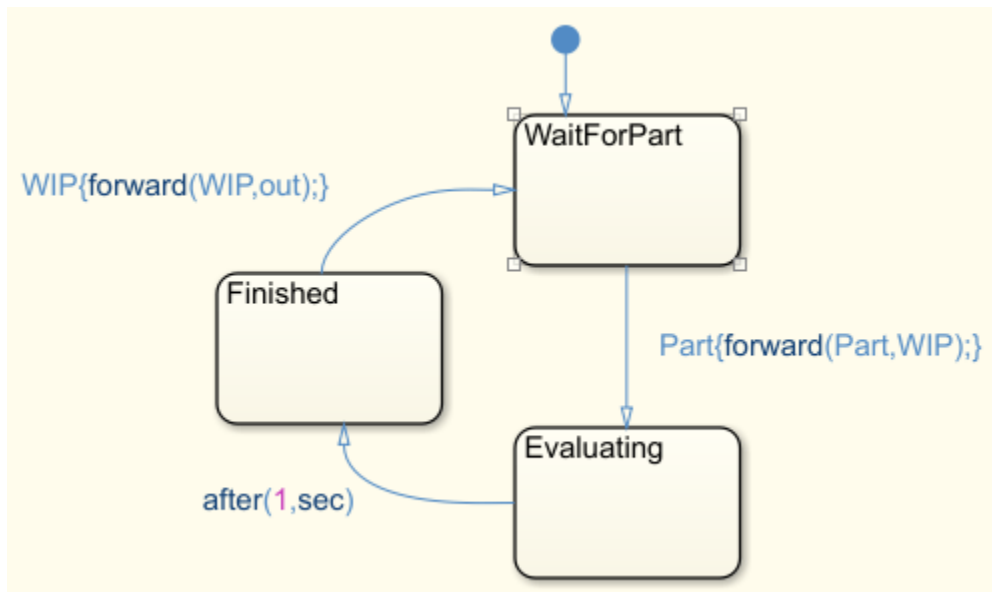 WaitForPart
WIP{forward(WIP,out);}
Finished
Part{forward(Part,WIP);}
Evaluating
after(1,sec)